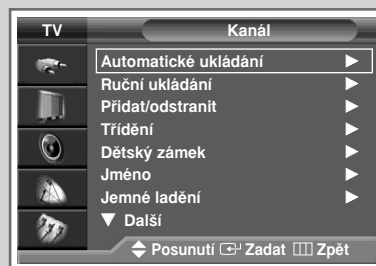 TV Kanál
Automatické ukládání
Ruční ukládání
Přidat/odstranit
Třídění
Dětský zámek
Jméno
Jemné ladění
Další
Posunutí Zadat Zpět